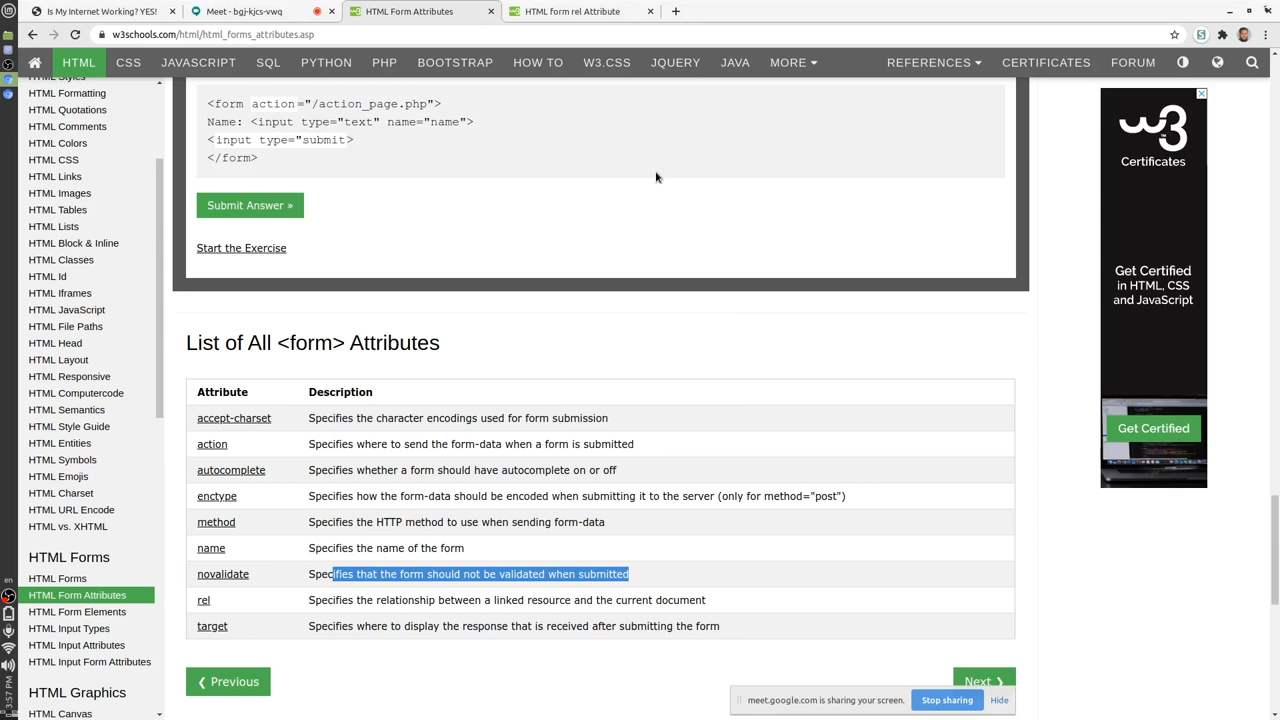 Is My Internet Working? YES!
Meet - bgj-kjcs-vwq
HTML Form Attributes
HTML form rel Attribute
w3schools.com/html/html_forms_attributes.asp
HTML CSS JAVASCRIPT SQL PYTHON PHP BOOTSTRAP HOW TO W3.CSS JQUERY JAVA MORE REFERENCES CERTIFICATES FORUM
HTML Styles
HTML Formatting
HTML Quotations
HTML Comments
HTML Colors
HTML CSS
HTML Links
HTML Images
HTML Tables
HTML Lists
HTML Block & Inline
HTML Classes
HTML Id
HTML Iframes
HTML JavaScript
HTML File Paths
HTML Head
HTML Layout
HTML Responsive
HTML Computercode
HTML Semantics
HTML Style Guide
HTML Entities
HTML Symbols
HTML Emojis
HTML Charset
HTML URL Encode
HTML vs. XHTML
HTML Forms
HTML Forms
HTML Form Attributes
HTML Form Elements
HTML Input Types
HTML Input Attributes
HTML Input Form Attributes
HTML Graphics
HTML Canvas
<form action="/action_page.php">
Name: <input type="text" name="name">
<input type="submit>
</form>
Submit Answer »
Start the Exercise
List of All <form> Attributes
Attribute Description
accept-charset Specifies the character encodings used for form submission
action Specifies where to send the form-data when a form is submitted
autocomplete Specifies whether a form should have autocomplete on or off
enctype Specifies how the form-data should be encoded when submitting it to the server (only for method="post")
method Specifies the HTTP method to use when sending form-data
name Specifies the name of the form
novalidate Specifies that the form should not be validated when submitted
rel Specifies the relationship between a linked resource and the current document
target Specifies where to display the response that is received after submitting the form
❮ Previous
Next ❯
w3
Certificates
Get Certified
in HTML, CSS
and JavaScript
Get Certified
meet.google.com is sharing your screen. Stop sharing Hide
en
3:57 PM